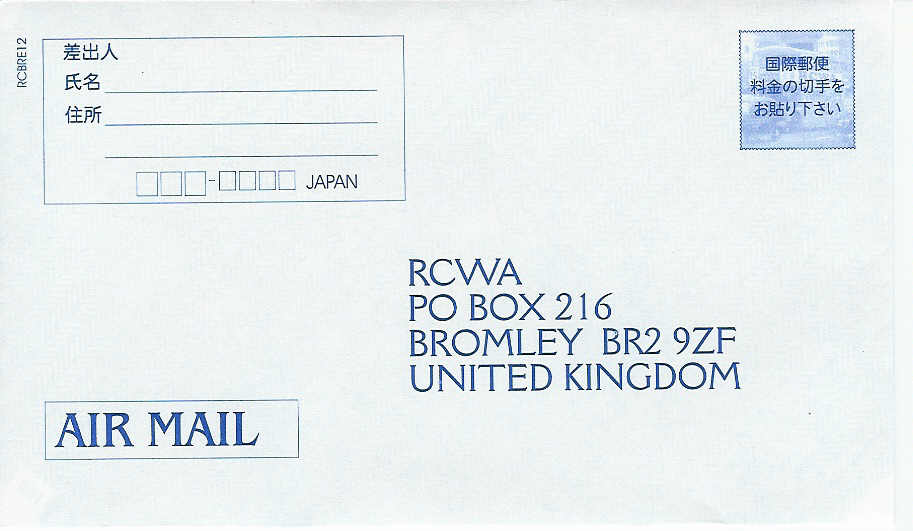 RCBRE12
差出人
氏名
住所
- JAPAN
国際郵便
料金の切手を
お貼り下さい
RCWA
PO BOX 216
BROMLEY BR2 9ZF
UNITED KINGDOM
AIR MAIL